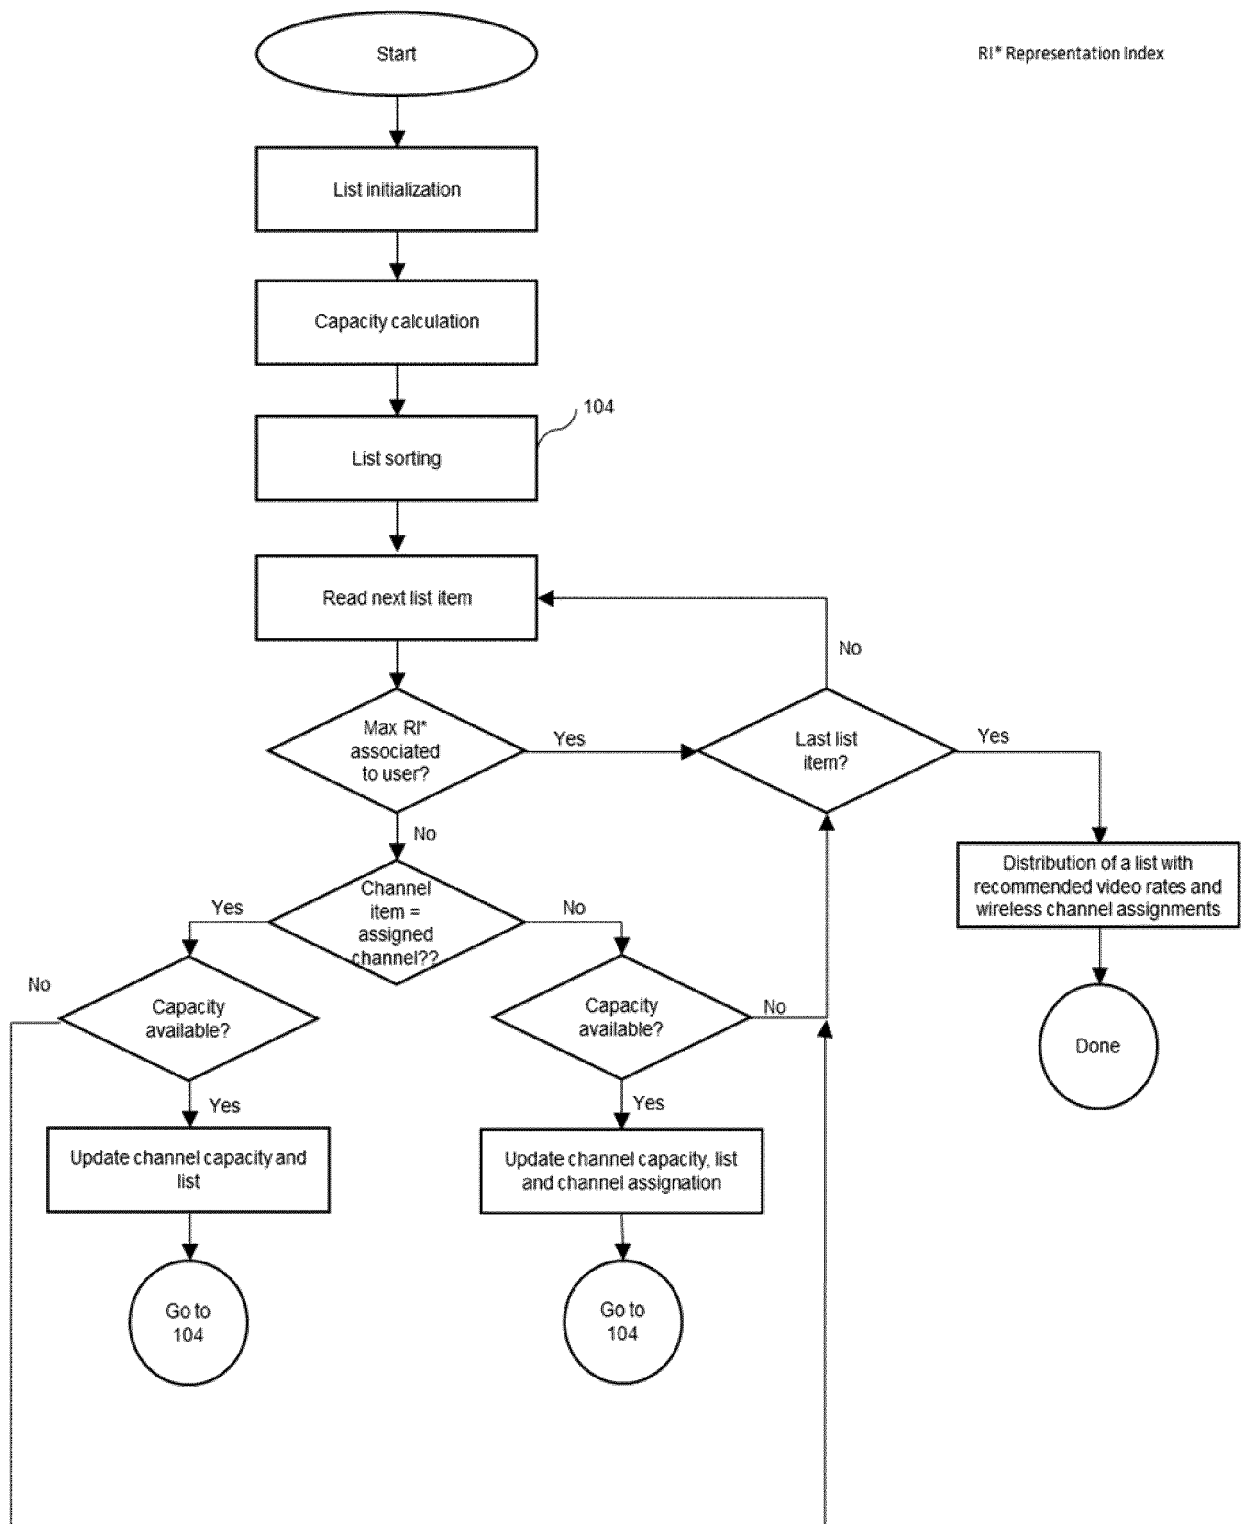 Start
RI* Representation Index
List initialization
Capacity calculation
104
List sorting
Read next list item
No
Max RI*
associated
to user?
Yes
Last list
item?
Yes
No
Distribution of a list with
recommended video rates and
wireless channel assignments
Channel
item =
assigned
channel??
Yes
No
No
Capacity
available?
Capacity
available?
No
Done
Yes
Yes
Update channel capacity and
list
Update channel capacity, list
and channel assignation
Go to
104
Go to
104